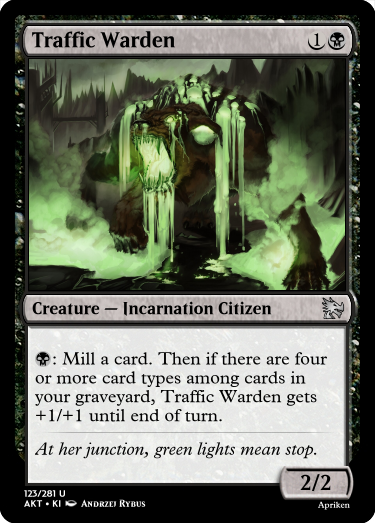 Traffic Warden 1
Creature — Incarnation Citizen
: Mill a card. Then if there are four
or more card types among cards in
your graveyard, Traffic Warden gets
+1/+1 until end of turn.
At her junction, green lights mean stop.
2/2
123/281 U
AKT • KI Andrzej Rybus
Apriken